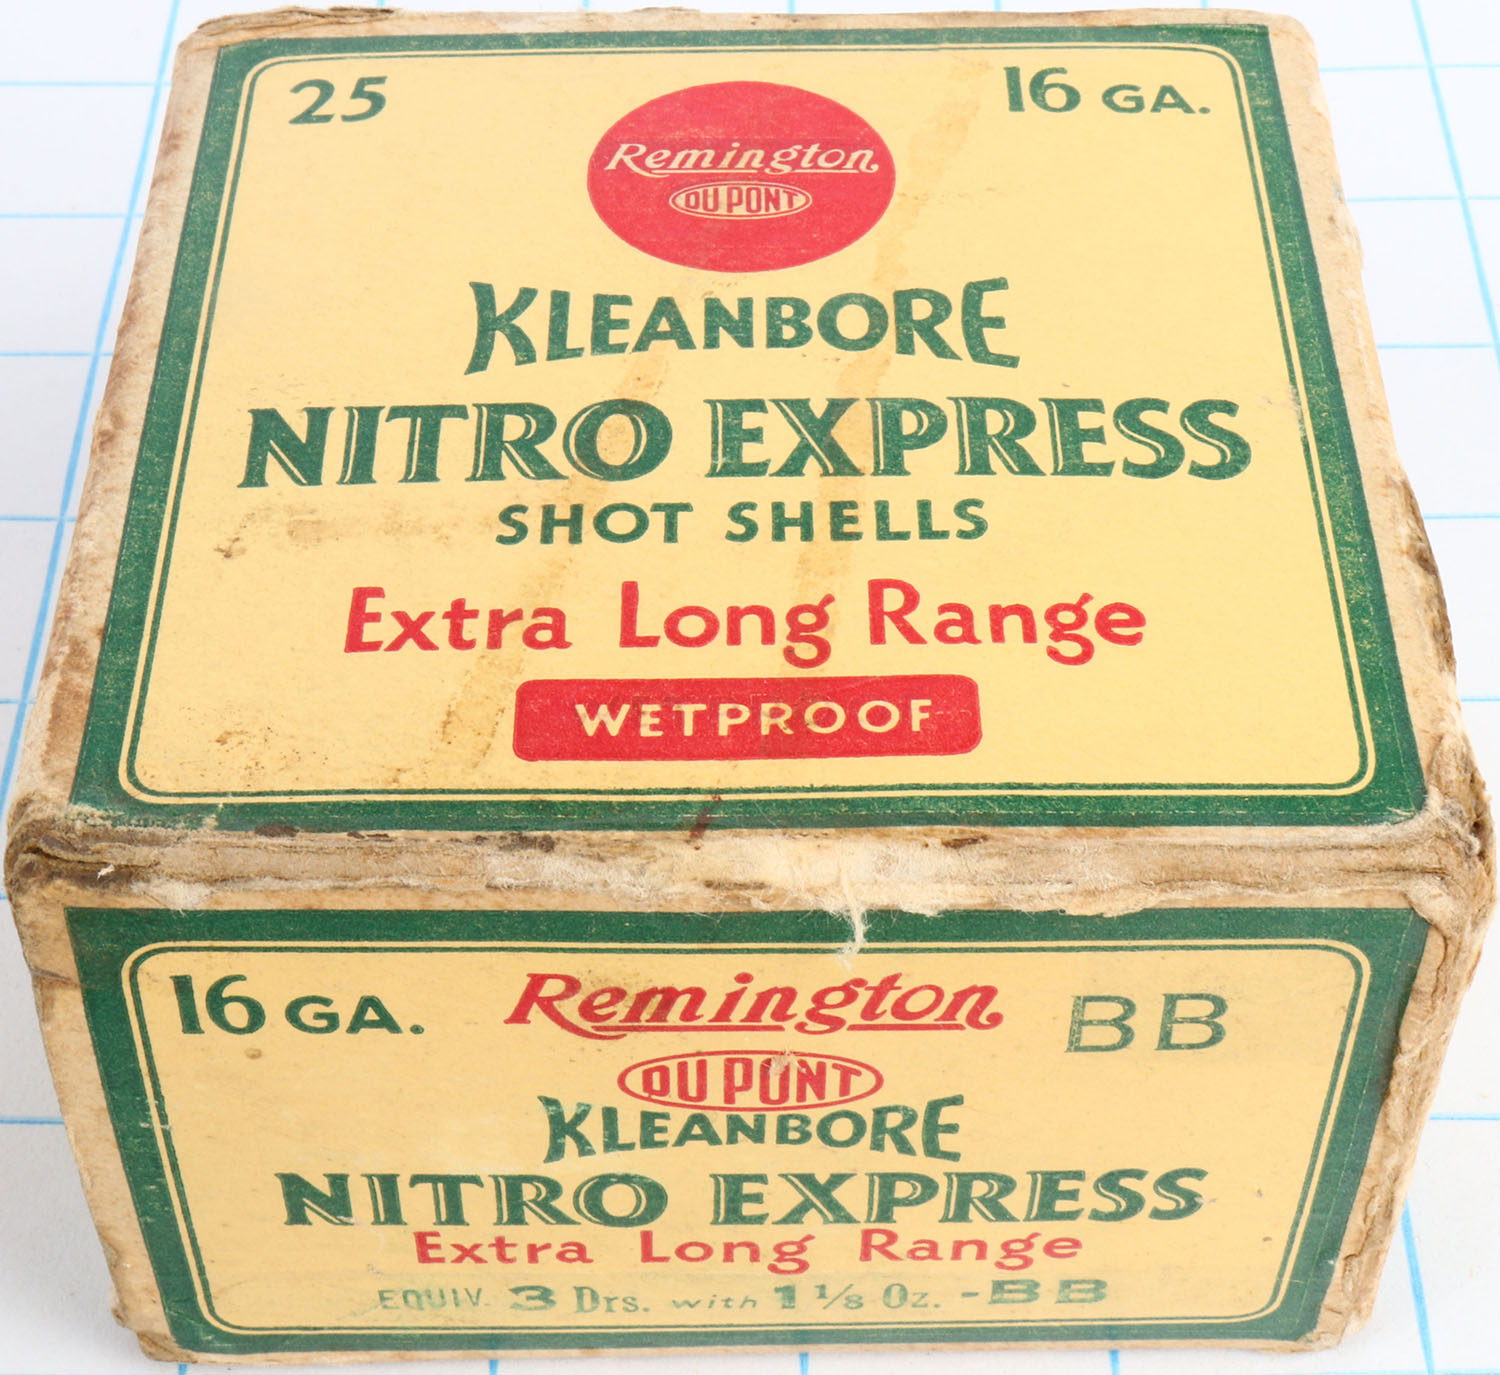 25
16 GA.
Remington
DU PONT
KLEANBORE
NITRO EXPRESS
SHOT SHELLS
Extra Long Range
WETPROOF
16 GA.
Remington
BB
DU PONT
KLEANBORE
NITRO EXPRESS
Extra Long Range
EQUIV. 3 Drs. with 1 1/8 Oz. - BB